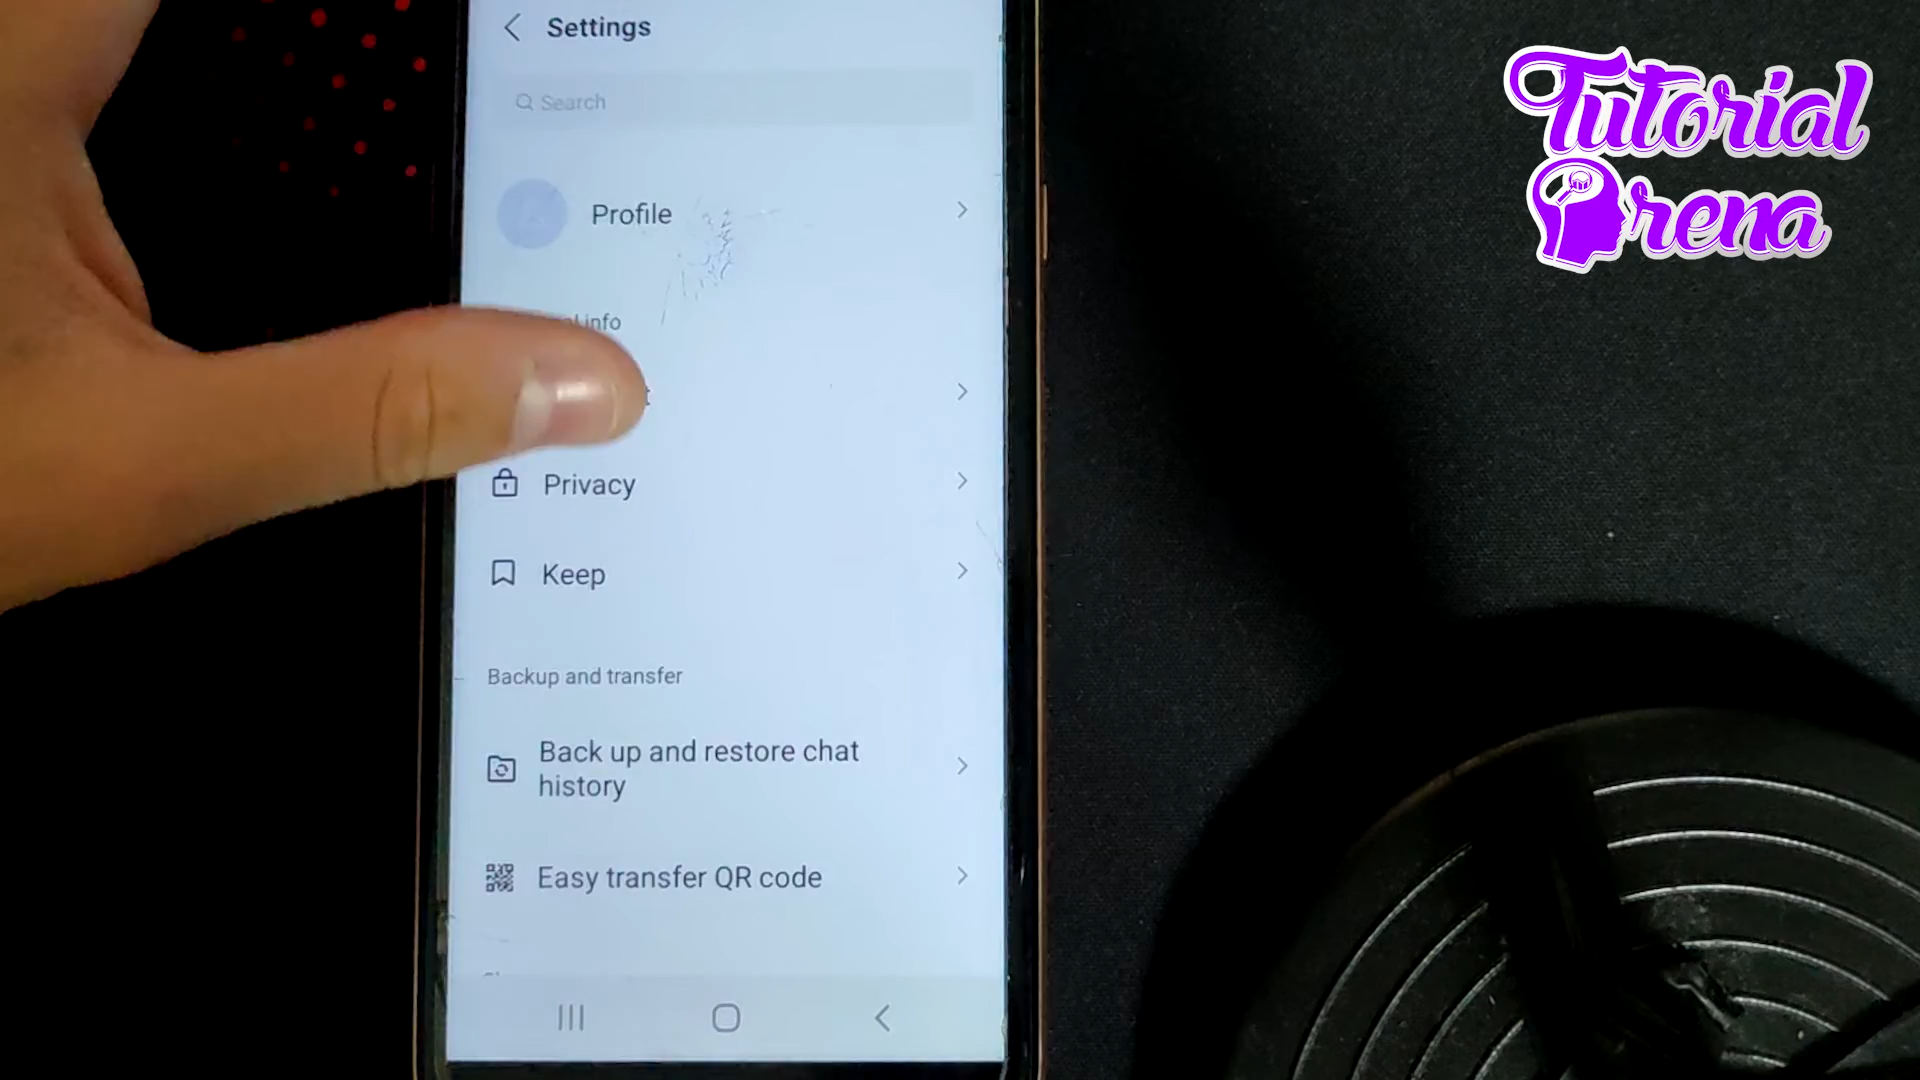 Settings
Search
Profile
info
Privacy
Keep
Backup and transfer
Back up and restore chat
history
Easy transfer QR code
Tutorial
Arena